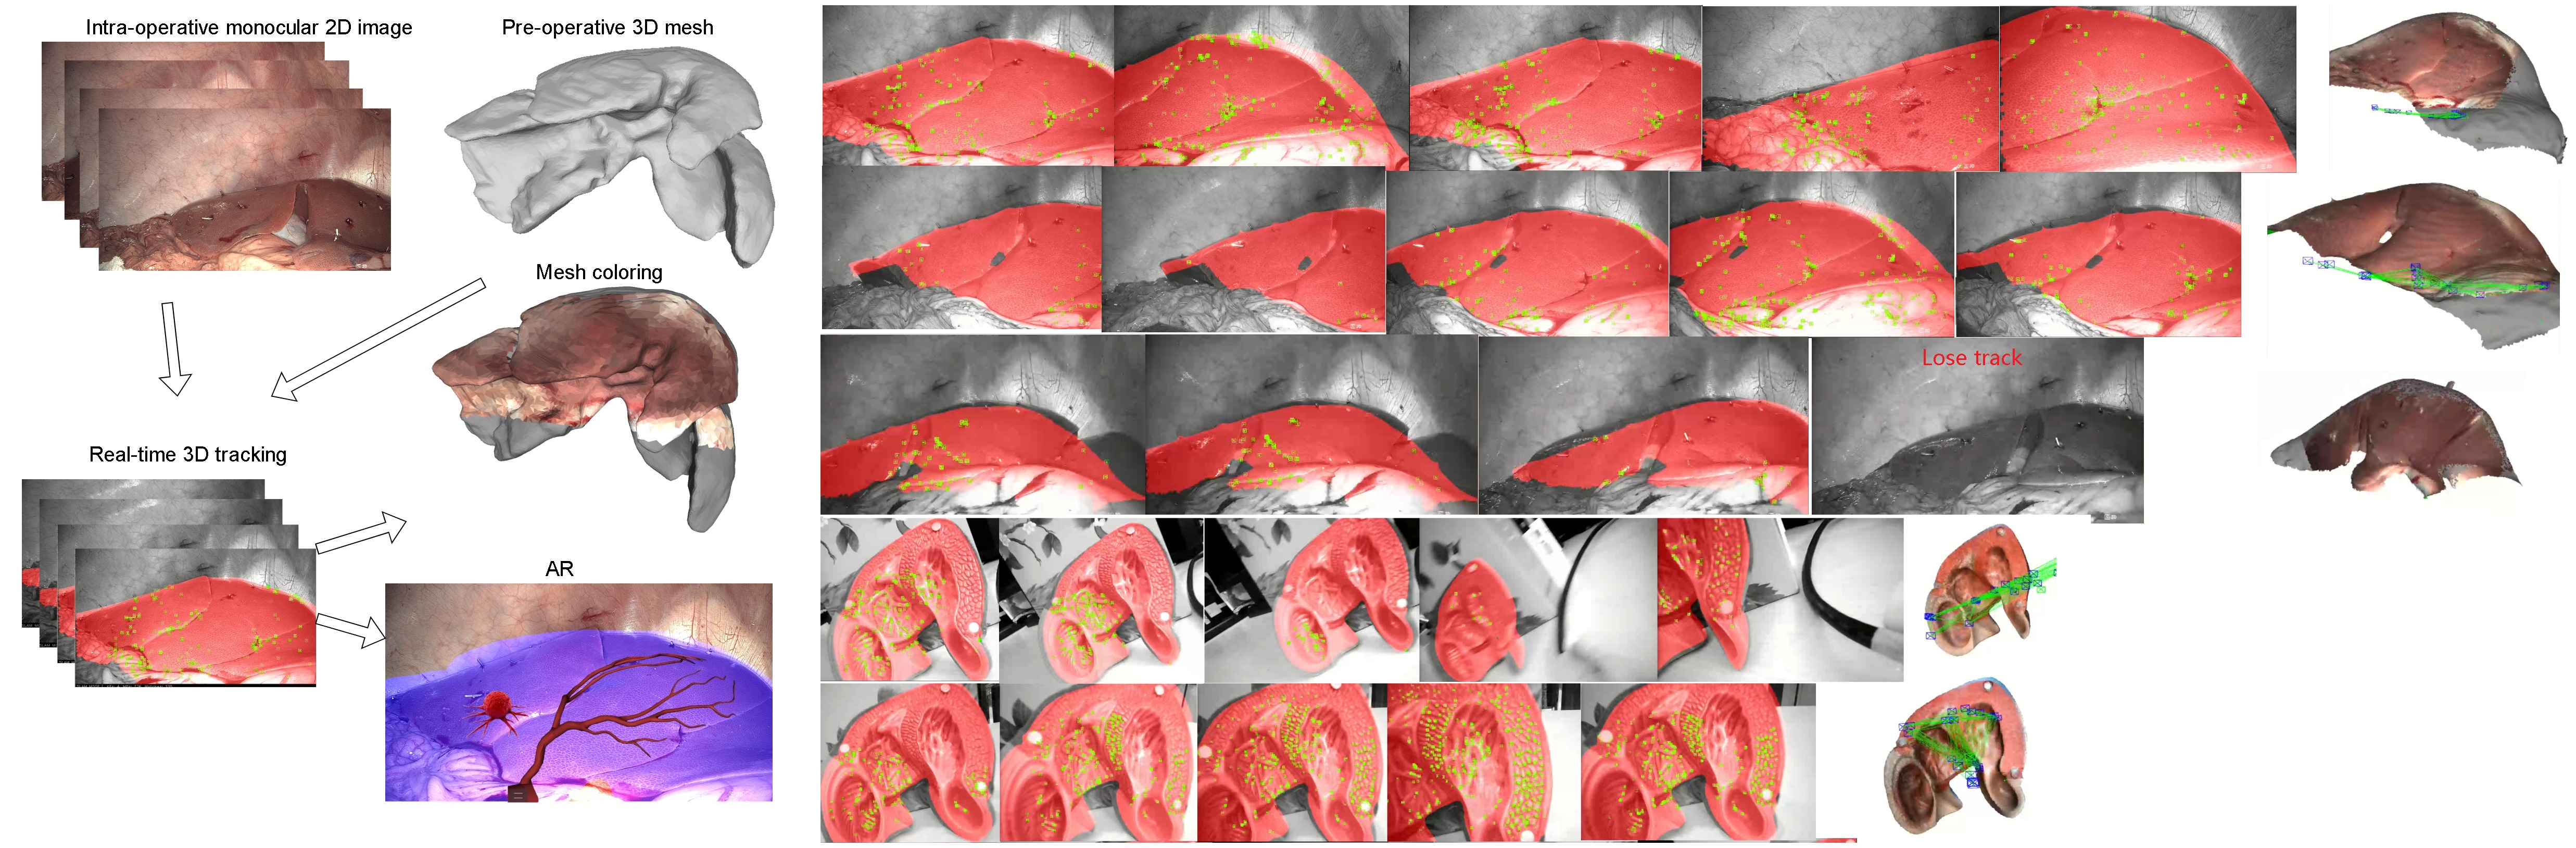 Intra-operative monocular 2D image
Pre-operative 3D mesh
Mesh coloring
Real-time 3D tracking
AR
Lose track